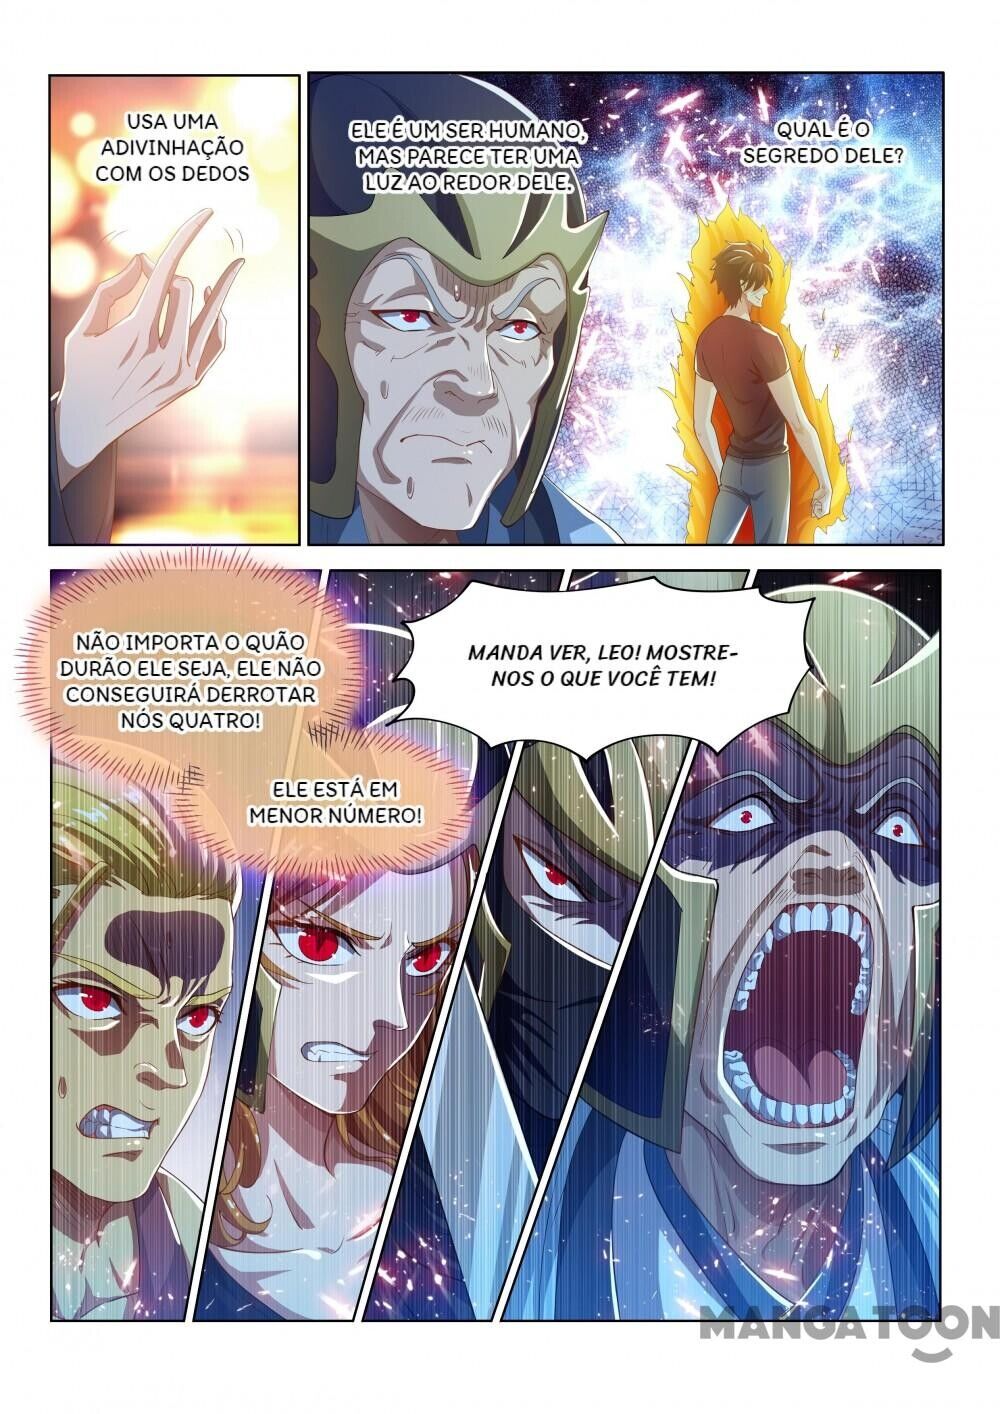 USA UMA
ADIVINHAÇÃO
COM OS DEDOS
ELE É UM SER HUMANO,
MAS PARECE TER UMA
LUZ AO REDOR DELE.
QUAL É O
SEGREDO DELE?
NÃO IMPORTA O QUÃO
DURÃO ELE SEJA, ELE NÃO
CONSEGUIRÁ DERROTAR
NÓS QUATRO!
MANDA VER, LEO! MOSTRE-
NOS O QUE VOCÊ TEM!
ELE ESTÁ EM
MENOR NÚMERO!
MANGATOON